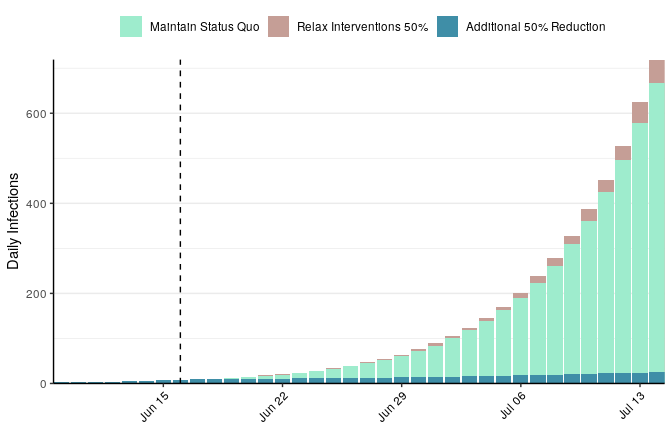 Maintain Status Quo Relax Interventions 50% Additional 50% Reduction
Daily Infections
600
400
200
0
Jun 15 Jun 22 Jun 29 Jul 06 Jul 13